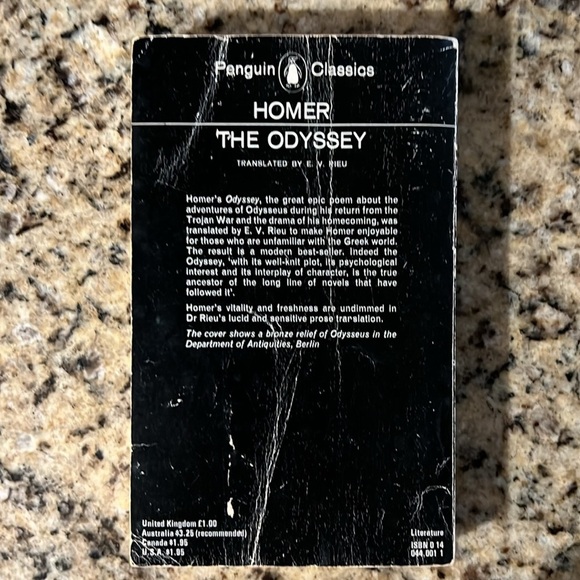 Penguin Classics
HOMER
THE ODYSSEY
TRANSLATED BY E. V. RIEU
Homer's Odyssey, the great epic poem about the
adventures of Odysseus during his return from the
Trojan War and the drama of his homecoming, was
translated by E. V. Rieu to make Homer enjoyable
for those who are unfamiliar with the Greek world.
The result is a modern best-seller. Indeed the
Odyssey, 'with its well-knit plot, its psychological
interest and its interplay of character, is the true
ancestor of the long line of novels that have
followed it'.
Homer's vitality and freshness are undimmed in
Dr Rieu's lucid and sensitive prose translation.
The cover shows a bronze relief of Odysseus in the
Department of Antiquities, Berlin
United Kingdom £1.00
Australia $3.25 (recommended)
Canada $1.95
U.S.A. $1.95
Literature
ISBN 0 14
044.001 1